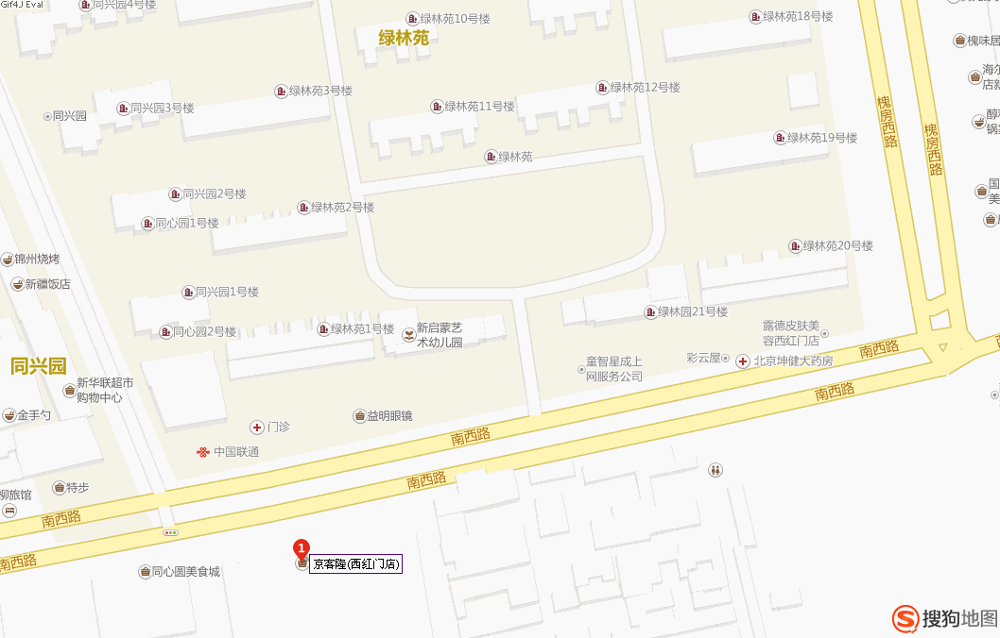 Gif4J Eval
同兴园4号楼
绿林苑10号楼
绿林苑18号楼
绿林苑
槐味居
海尔
店新
绿林苑3号楼
绿林苑12号楼
同兴园3号楼
绿林苑11号楼
同兴园
槐房西路
醇
锅
绿林苑19号楼
槐房西路
绿林苑
国
美
同兴园2号楼
绿林苑2号楼
同心园1号楼
绿林苑20号楼
锦州烧烤
新疆饭店
同兴园1号楼
绿林园21号楼
同心园2号楼
绿林苑1号楼
新启蒙艺
术幼儿园
露德皮肤美
容西红门店
南西路
同兴园
童智星成上
网服务公司
彩云屋
北京坤健大药房
新华联超市
购物中心
南西路
金手勺
益明眼镜
门诊
南西路
中国联通
南西路
特步
柳旅馆
南西路
南西路
1
京客隆(西红门店)
同心圆美食城
搜狗地图